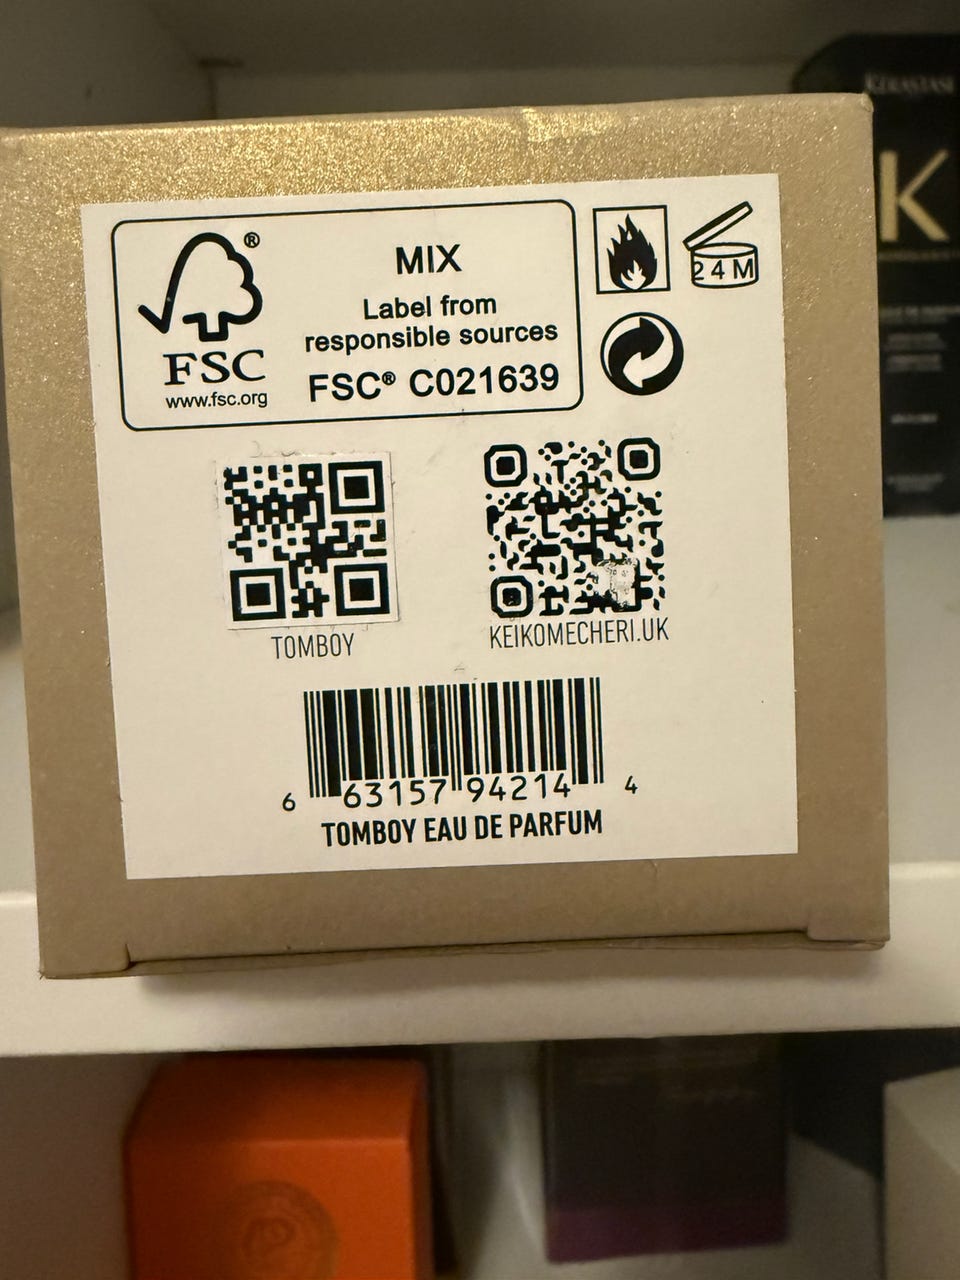 KÉRASTASE
K
FSC®
www.fsc.org
MIX
Label from
responsible sources
FSC® C021639
24M
TOMBOY
KEIKOMECHERI.UK
6 63157 94214 4
TOMBOY EAU DE PARFUM